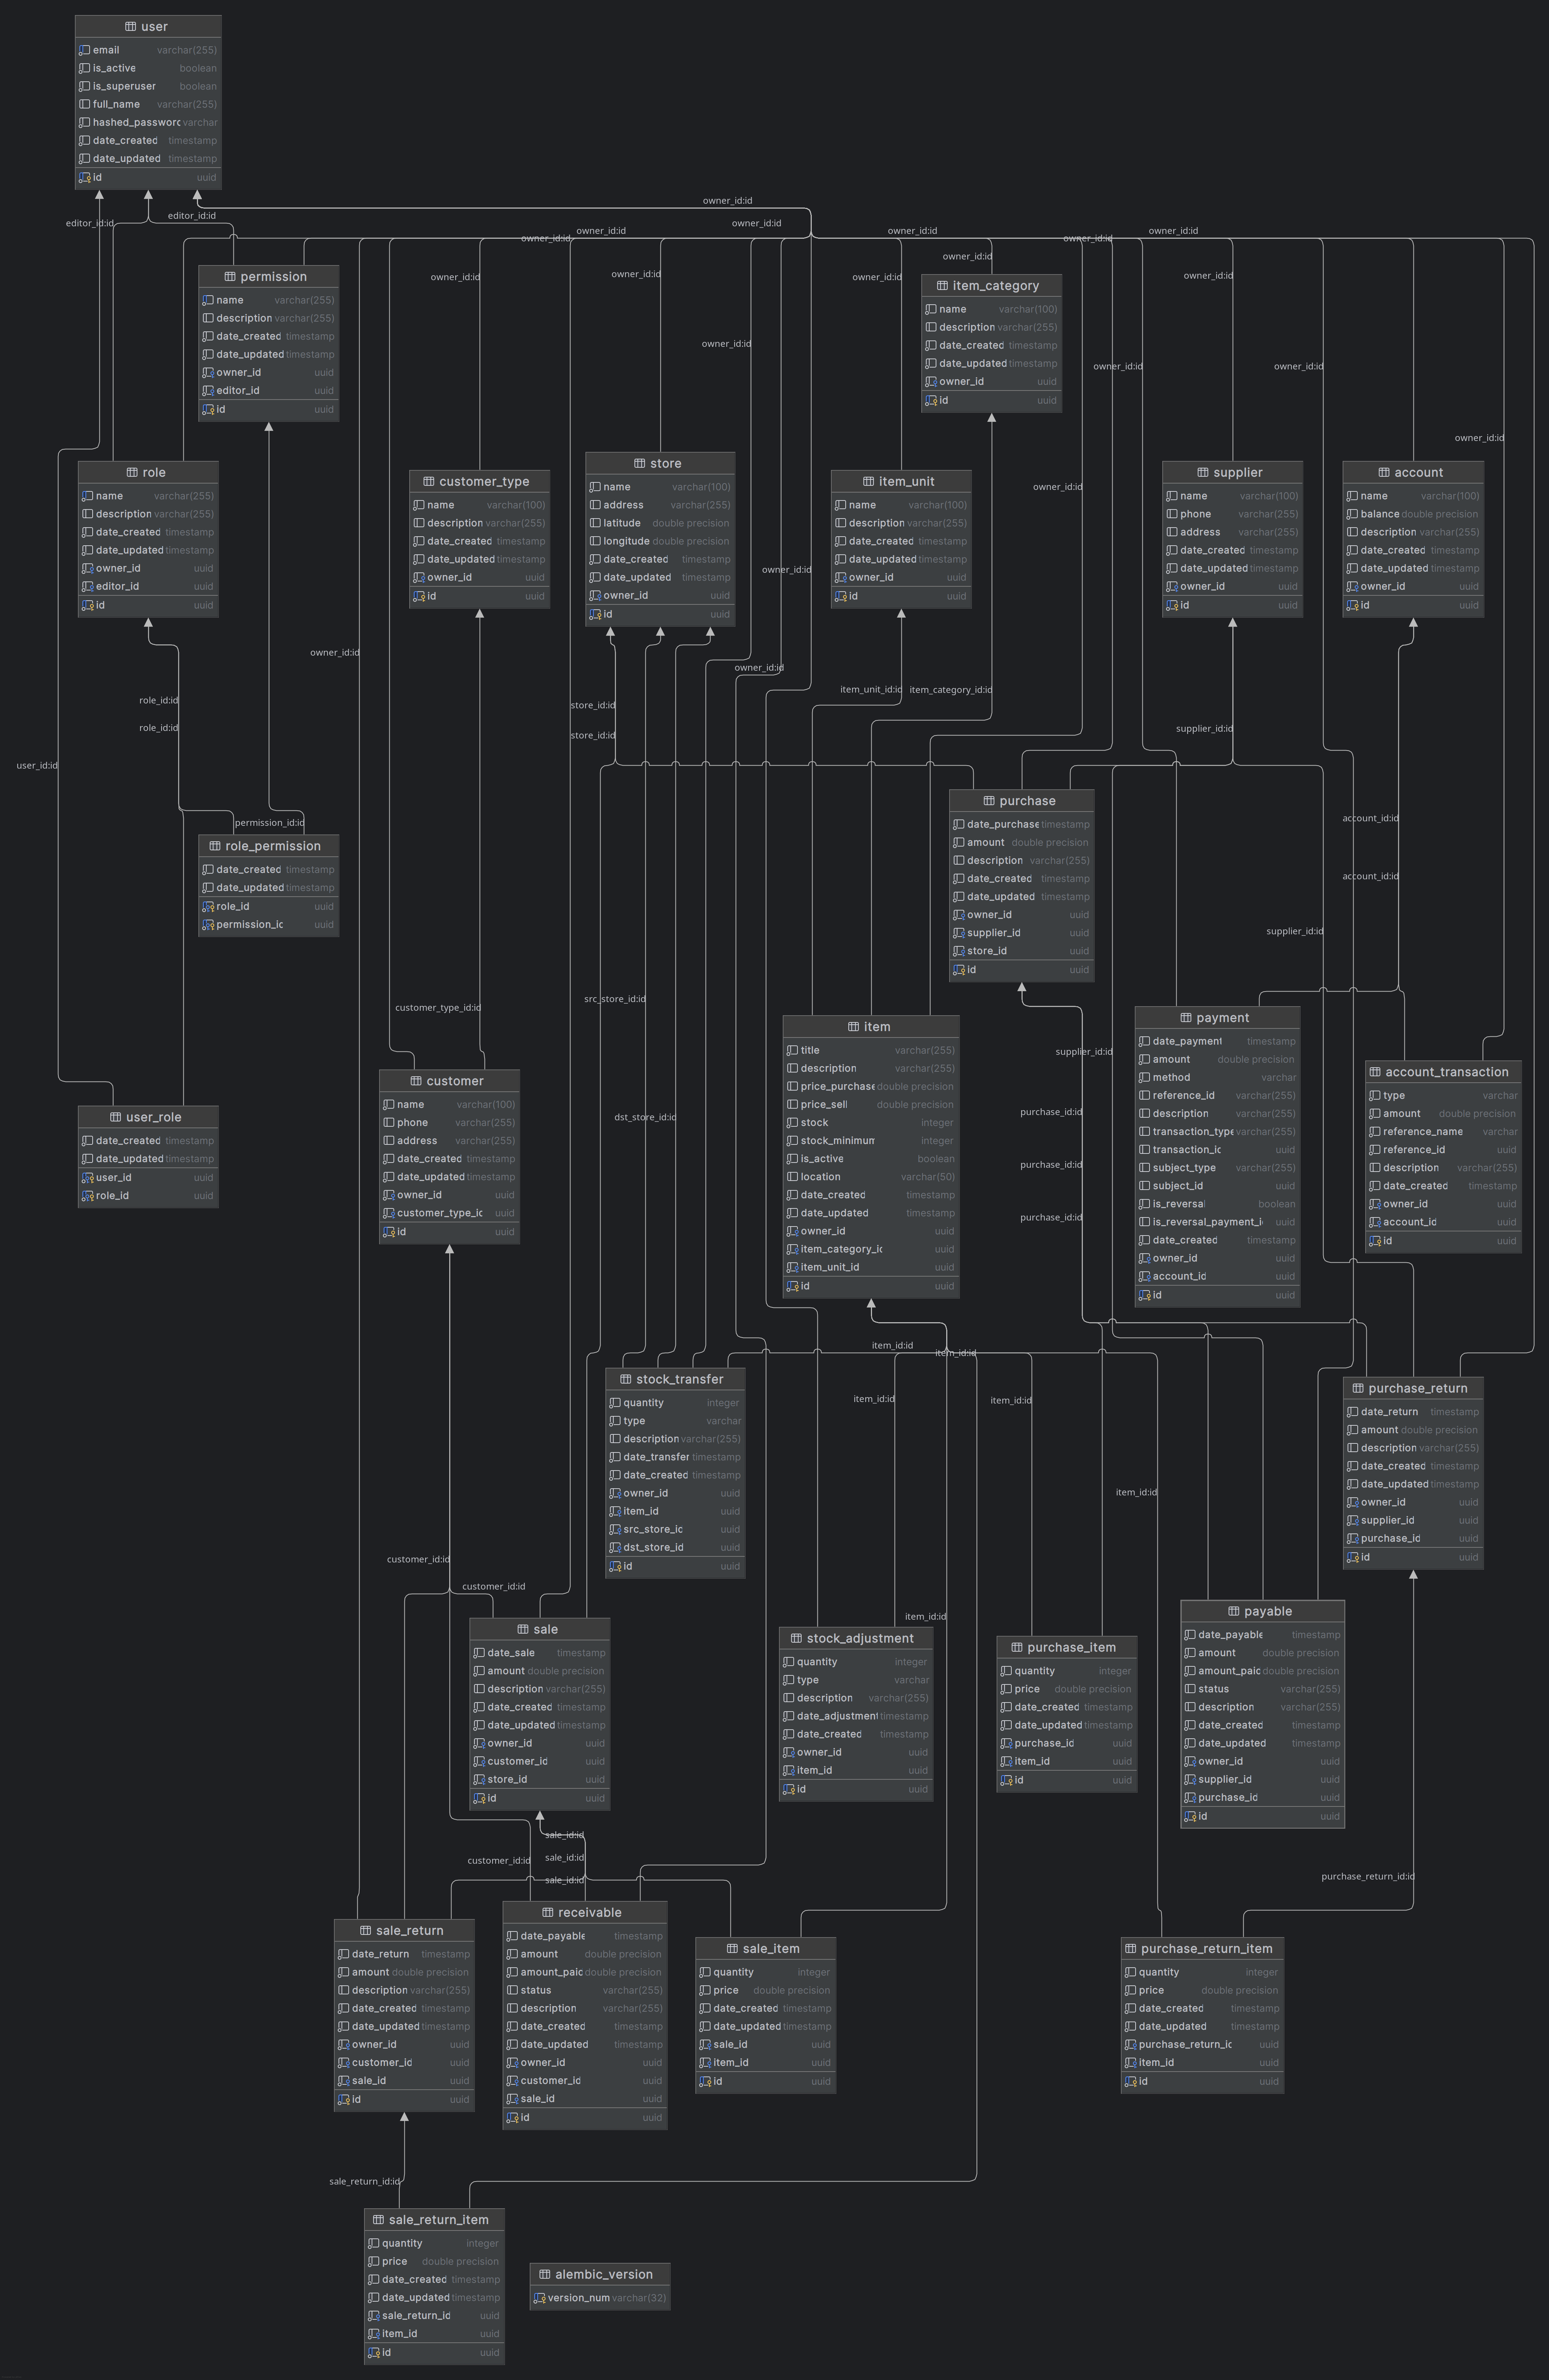 user
email varchar(255)
is_active boolean
is_superuser boolean
full_name varchar(255)
hashed_password varchar
date_created timestamp
date_updated timestamp
id uuid
owner_id:id
editor_id:id
editor_id:id
owner_id:id
owner_id:id
owner_id:id
owner_id:id
owner_id:id
owner_id:id
owner_id:id
permission
name varchar(255)
description varchar(255)
date_created timestamp
date_updated timestamp
owner_id uuid
editor_id uuid
id uuid
owner_id:id
owner_id:id
owner_id:id
owner_id:id
owner_id:id
item_category
name varchar(100)
description varchar(255)
date_created timestamp
date_updated timestamp
owner_id uuid
id uuid
owner_id:id
owner_id:id
owner_id:id
owner_id:id
role
name varchar(255)
description varchar(255)
date_created timestamp
date_updated timestamp
owner_id uuid
editor_id uuid
id uuid
customer_type
name varchar(100)
description varchar(255)
date_created timestamp
date_updated timestamp
owner_id uuid
id uuid
store
name varchar(100)
address varchar(255)
latitude double precision
longitude double precision
date_created timestamp
date_updated timestamp
owner_id uuid
id uuid
item_unit
name varchar(100)
description varchar(255)
date_created timestamp
date_updated timestamp
owner_id uuid
id uuid
owner_id:id
owner_id:id
supplier
name varchar(100)
phone varchar(255)
address varchar(255)
date_created timestamp
date_updated timestamp
owner_id uuid
id uuid
account
name varchar(100)
balance double precision
description varchar(255)
date_created timestamp
date_updated timestamp
owner_id uuid
id uuid
owner_id:id
owner_id:id
role_id:id
role_id:id
user_id:id
store_id:id
store_id:id
item_unit_id:id
item_category_id:id
supplier_id:id
permission_id:id
role_permission
date_created timestamp
date_updated timestamp
role_id uuid
permission_ic uuid
purchase
date_purchase timestamp
amount double precision
description varchar(255)
date_created timestamp
date_updated timestamp
owner_id uuid
supplier_id uuid
store_id uuid
id uuid
account_id:id
account_id:id
supplier_id:id
customer_type_id:id
src_store_id:id
dst_store_id:id
item
title varchar(255)
description varchar(255)
price_purchase double precision
price_sell double precision
stock integer
stock_minimum integer
is_active boolean
location varchar(50)
date_created timestamp
date_updated timestamp
owner_id uuid
item_category_ic uuid
item_unit_id uuid
id uuid
supplier_id:id
purchase_id:id
purchase_id:id
purchase_id:id
payment
date_payment timestamp
amount double precision
method varchar
reference_id varchar(255)
description varchar(255)
transaction_type varchar(255)
transaction_ic uuid
subject_type varchar(255)
subject_id uuid
is_reversal boolean
is_reversal_payment_i uuid
date_created timestamp
owner_id uuid
account_id uuid
id uuid
account_transaction
type varchar
amount double precision
reference_name varchar
reference_id uuid
description varchar(255)
date_created timestamp
owner_id uuid
account_id uuid
id uuid
user_role
date_created timestamp
date_updated timestamp
user_id uuid
role_id uuid
customer
name varchar(100)
phone varchar(255)
address varchar(255)
date_created timestamp
date_updated timestamp
owner_id uuid
customer_type_ic uuid
id uuid
item_id:id
item_id:id
item_id:id
item_id:id
item_id:id
item_id:id
stock_transfer
quantity integer
type varchar
description varchar(255)
date_transfer timestamp
date_created timestamp
owner_id uuid
item_id uuid
src_store_ic uuid
dst_store_id uuid
id uuid
purchase_return
date_return timestamp
amount double precision
description varchar(255)
date_created timestamp
date_updated timestamp
owner_id uuid
supplier_id uuid
purchase_id uuid
id uuid
customer_id:id
customer_id:id
sale
date_sale timestamp
amount double precision
description varchar(255)
date_created timestamp
date_updated timestamp
owner_id uuid
customer_id uuid
store_id uuid
id uuid
stock_adjustment
quantity integer
type varchar
description varchar(255)
date_adjustment timestamp
date_created timestamp
owner_id uuid
item_id uuid
id uuid
purchase_item
quantity integer
price double precision
date_created timestamp
date_updated timestamp
purchase_id uuid
item_id uuid
id uuid
payable
date_payable timestamp
amount double precision
amount_paid double precision
status varchar(255)
description varchar(255)
date_created timestamp
date_updated timestamp
owner_id uuid
supplier_id uuid
purchase_id uuid
id uuid
sale_id:id
sale_id:id
sale_id:id
customer_id:id
purchase_return_id:id
sale_return
date_return timestamp
amount double precision
description varchar(255)
date_created timestamp
date_updated timestamp
owner_id uuid
customer_id uuid
sale_id uuid
id uuid
receivable
date_payable timestamp
amount double precision
amount_paid double precision
status varchar(255)
description varchar(255)
date_created timestamp
date_updated timestamp
owner_id uuid
customer_id uuid
sale_id uuid
id uuid
sale_item
quantity integer
price double precision
date_created timestamp
date_updated timestamp
sale_id uuid
item_id uuid
id uuid
purchase_return_item
quantity integer
price double precision
date_created timestamp
date_updated timestamp
purchase_return_ic uuid
item_id uuid
id uuid
sale_return_id:id
sale_return_item
quantity integer
price double precision
date_created timestamp
date_updated timestamp
sale_return_id uuid
item_id uuid
id uuid
alembic_version
version_num varchar(32)